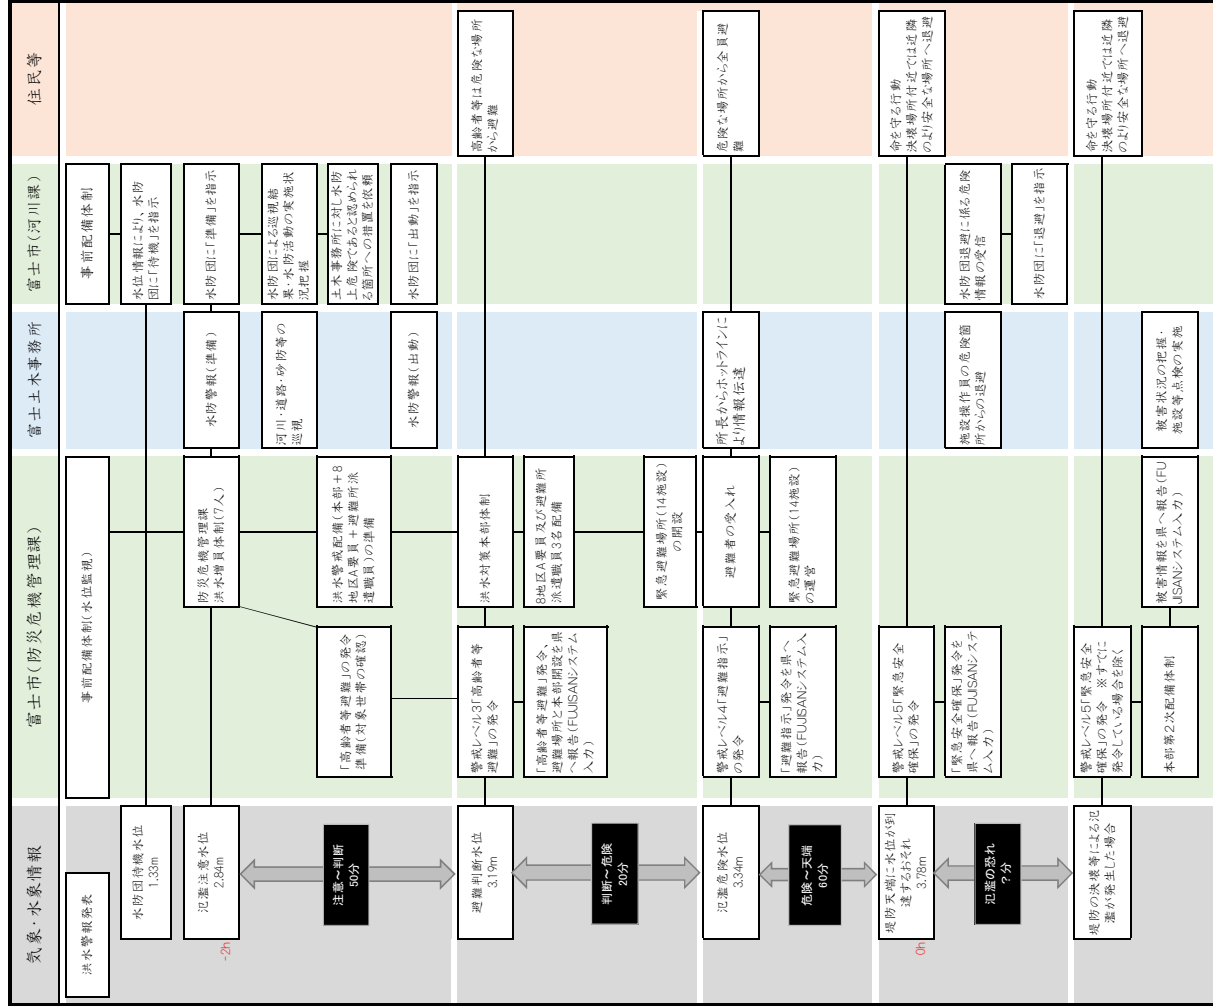 気象・水象情報
富士市(防災危機管理課)
富士土木事務所
富士市(河川課)
住民等
洪水警報発表
事前配備体制(水位監視)
事前配備体制
水防団待機水位
1.33m
水位情報により、水防
団に「待機」を指示
-2h
氾濫注意水位
2.84m
防災危機管理課
洪水増員体制(7人)
水防警報(準備)
水防団に「準備」を指示
河川・道路・砂防等の
巡視
水防団による巡視結
果・水防活動の実施状
況把握
注意~判断
50分
「高齢者等避難」の発令
準備(対象世帯の確認)
洪水警戒配備(本部+8
地区A要員+避難所派
遣職員)の準備
土木事務所に対し水防
上危険であると認められ
る箇所への措置を依頼
水防警報(出動)
水防団に「出動」を指示
避難判断水位
3.19m
警戒レベル3「高齢者等
避難」の発令
洪水対策本部体制
高齢者等は危険な場所
から避難
「高齢者等避難」発令、
避難場所と本部開設を県
へ報告(FUJISANシステム
入力)
8地区A要員及び避難所
派遣職員3名配備
判断~危険
20分
緊急避難場所(14施設)
の開設
氾濫危険水位
3.34m
警戒レベル4「避難指示」
の発令
避難者の受入れ
所長からホットラインに
より情報伝達
危険な場所から全員避
難
危険~天端
60分
「避難指示」発令を県へ
報告(FUJISANシステム入
力)
緊急避難場所(14施設)
の運営
0h
堤防天端に水位が到
達するおそれ
3.78m
警戒レベル5「緊急安全
確保」の発令
命を守る行動
決壊場所付近では近隣
のより安全な場所へ退避
氾濫の恐れ
?分
「緊急安全確保」発令を
県へ報告(FUJISANシステ
ム入力)
施設操作員の危険箇
所からの退避
水防団退避に係る危険
情報の受信
水防団に「退避」を指示
堤防の決壊等による氾
濫が発生した場合
警戒レベル5「緊急安全
確保」の発令 ※すでに
発令している場合を除く
命を守る行動
決壊場所付近では近隣
のより安全な場所へ退避
本部第2次配備体制
被害情報を県へ報告(FU
JISANシステム入力)
被害状況の把握・
施設等点検の実施